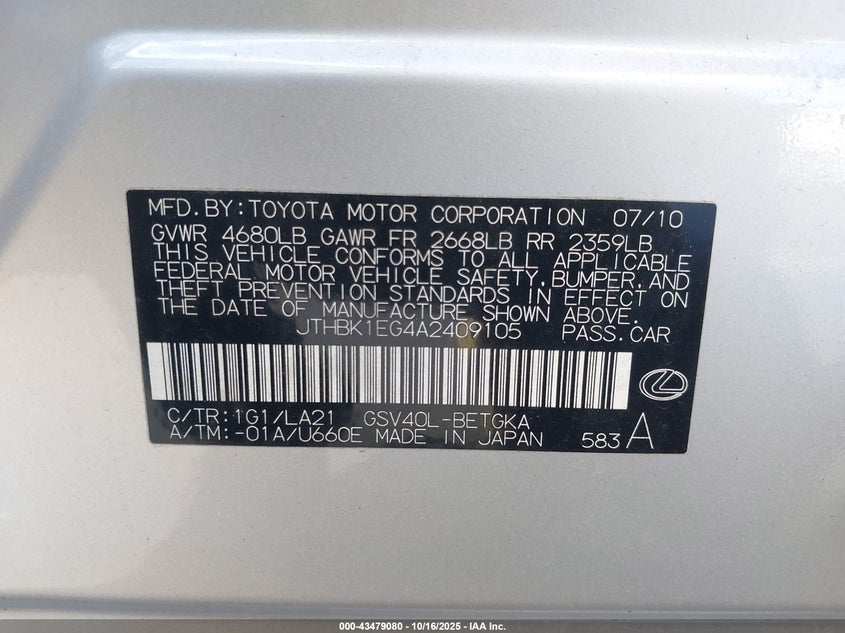 MFD.BY:TOYOTA MOTOR CORPORATION 07/10
GVWR 4680LB GAWR FR 2668LB RR 2359LB
THIS VEHICLE CONFORMS TO ALL APPLICABLE
FEDERAL MOTOR VEHICLE SAFETY,BUMPER,AND
THEFT PREVENTION STANDARDS IN EFFECT ON
THE DATE OF MANUFACTURE SHOWN ABOVE.
JTHBK1EG4A2409105 PASS.CAR
C/TR:1G1/LA21 GSV40L-BETGKA
A/TM:-01A/U660E MADE IN JAPAN 583 A
000-43479080 - 10/16/2025 - IAA Inc.